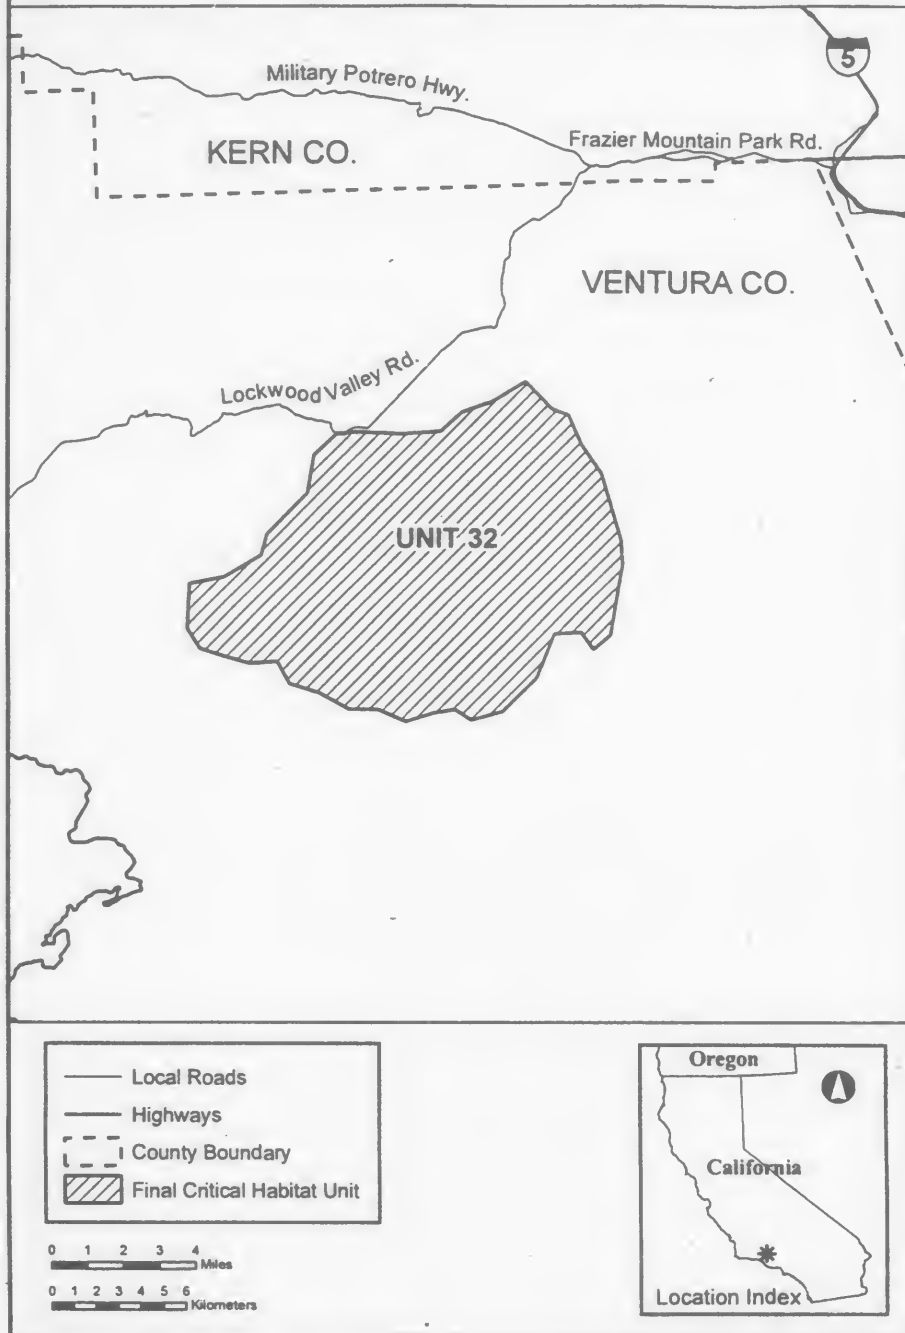 5
Military Potrero Hwy.
Frazier Mountain Park Rd.
KERN CO.
VENTURA CO.
Lockwood Valley Rd.
UNIT 32
Local Roads
Highways
County Boundary
Final Critical Habitat Unit
0 1 2 3 4
Miles
0 1 2 3 4 5 6
Kilometers
Oregon
California
Location Index